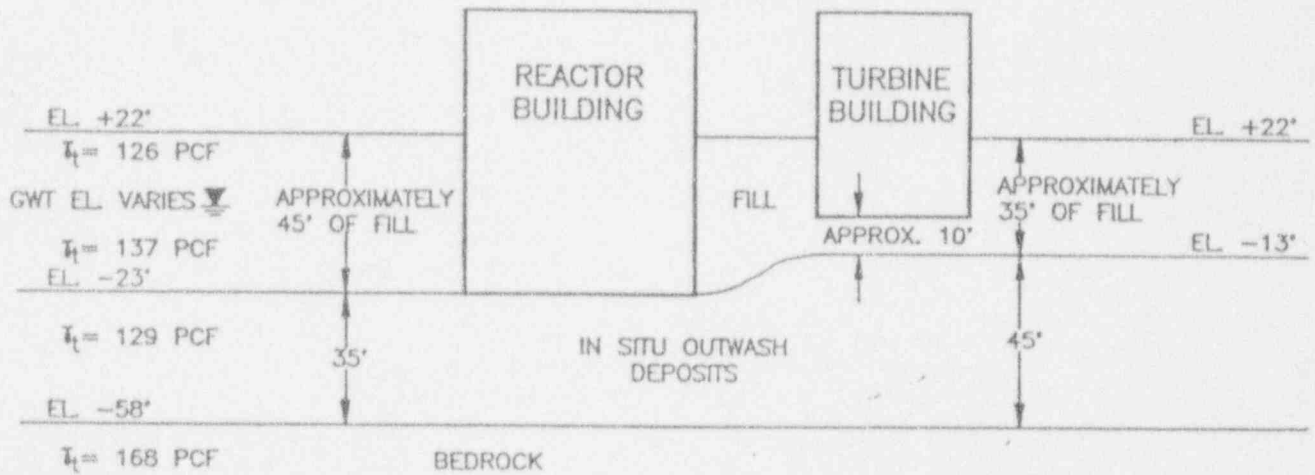 REACTOR
BUILDING
TURBINE
BUILDING
EL. +22'
EL. +22'
γt= 126 PCF
GWT EL. VARIES
APPROXIMATELY
45' OF FILL
FILL
APPROXIMATELY
35' OF FILL
γt= 137 PCF
APPROX. 10'
EL. -13'
EL. -23'
γt= 129 PCF
35'
IN SITU OUTWASH
DEPOSITS
45'
EL. -58'
γt= 168 PCF
BEDROCK